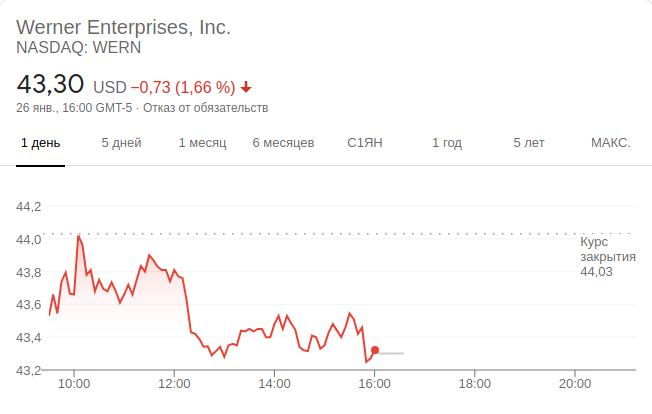 Werner Enterprises, Inc.
NASDAQ: WERN
43,30 USD −0,73 (1,66 %)
26 янв., 16:00 GMT-5 · Отказ от обязательств
1 день 5 дней 1 месяц 6 месяцев С1ЯН 1 год 5 лет МАКС.
44,2
44,0
43,8
43,6
43,4
43,2
Курс
закрытия
44,03
10:00 12:00 14:00 16:00 18:00 20:00